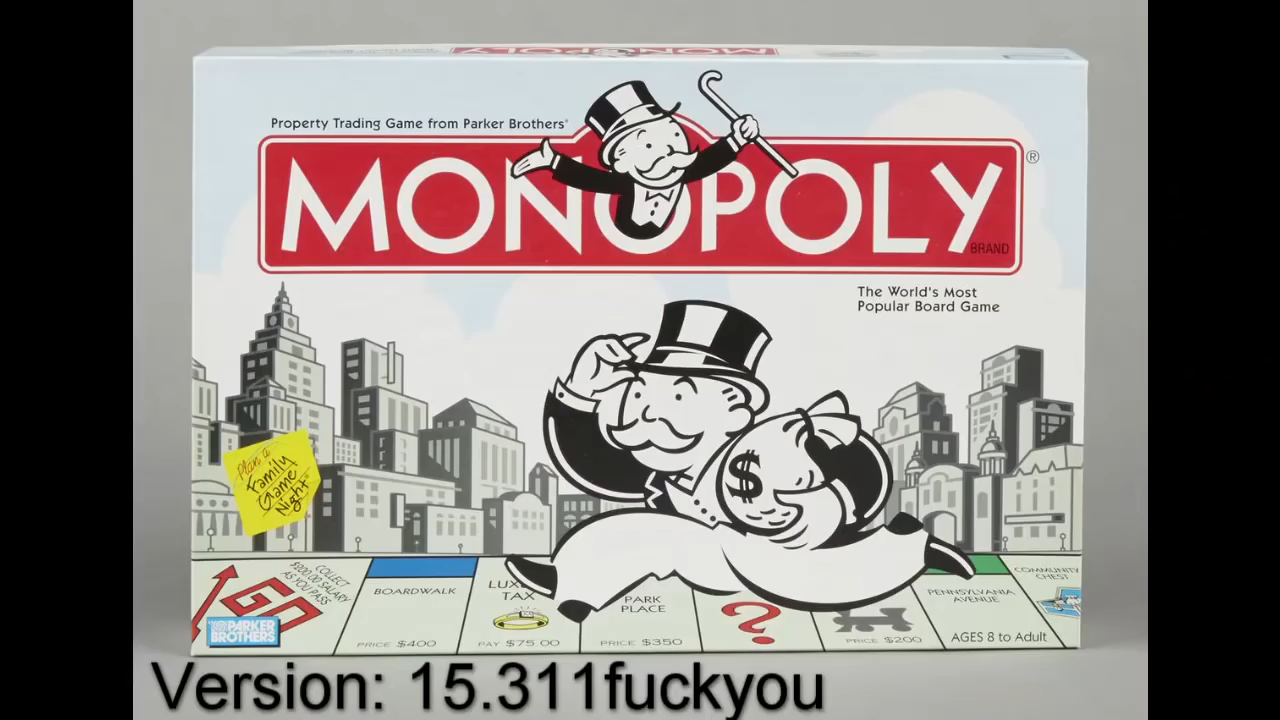 MONOPOLY
Property Trading Game from Parker Brothers®
MONOPOLY
®
BRAND
The World's Most
Popular Board Game
Plan a
Family
Game
Night
$
COLLECT
$200.00 SALARY
AS YOU PASS
GO
BOARDWALK
PRICE $400
LUX
TAX
PAY $75.00
PARK
PLACE
PRICE $350
?
PRICE $200
PENNSYLVANIA
AVENUE
COMMUNITY
CHEST
PARKER
BROTHERS
AGES 8 to Adult
Version: 15.311fuckyou